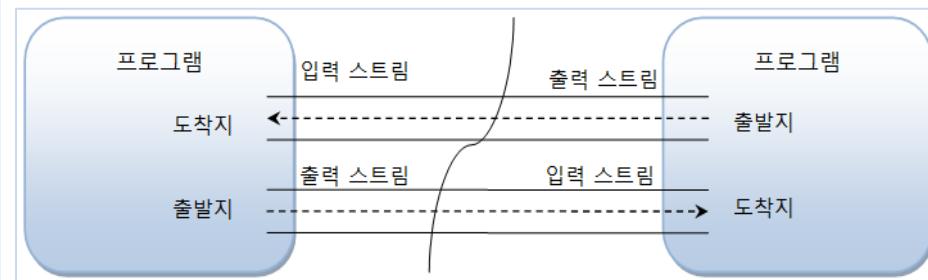 프로그램
프로그램
입력 스트림
출력 스트림
도착지
출발지
출력 스트림
입력 스트림
출발지
도착지